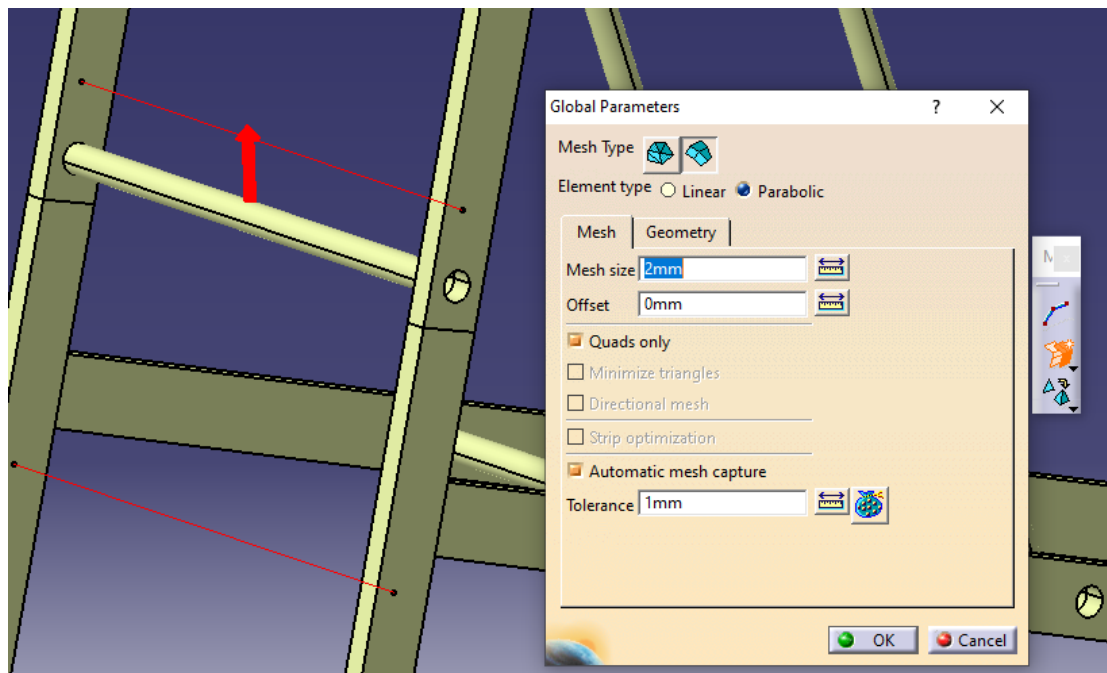 Global Parameters ? ×
Mesh Type
Element type Linear Parabolic
Mesh Geometry
Mesh size 2mm
Offset 0mm
Quads only
Minimize triangles
Directional mesh
Strip optimization
Automatic mesh capture
Tolerance 1mm
OK Cancel
M... x